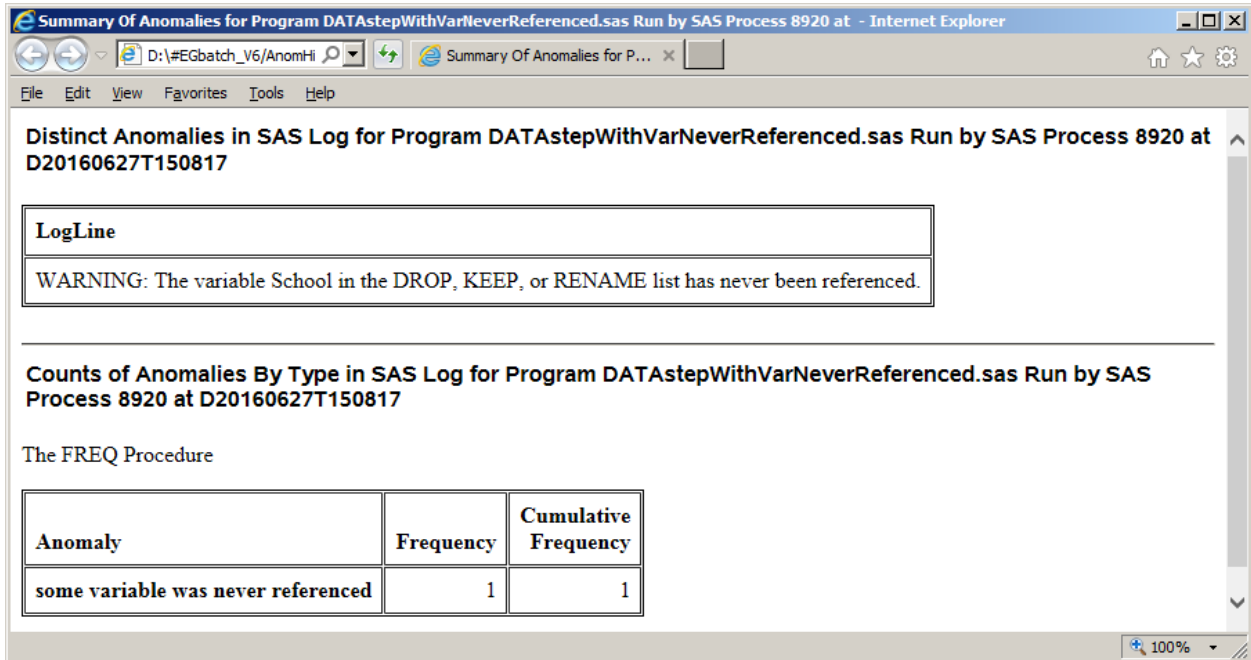 Summary Of Anomalies for Program DATAstepWithVarNeverReferenced.sas Run by SAS Process 8920 at - Internet Explorer
D:\#EGbatch_V6/AnomHi
Summary Of Anomalies for P...
File Edit View Favorites Tools Help
Distinct Anomalies in SAS Log for Program DATAstepWithVarNeverReferenced.sas Run by SAS Process 8920 at
D20160627T150817
LogLine
WARNING: The variable School in the DROP, KEEP, or RENAME list has never been referenced.
Counts of Anomalies By Type in SAS Log for Program DATAstepWithVarNeverReferenced.sas Run by SAS
Process 8920 at D20160627T150817
The FREQ Procedure
Cumulative
Anomaly Frequency Frequency
some variable was never referenced 1 1
100%